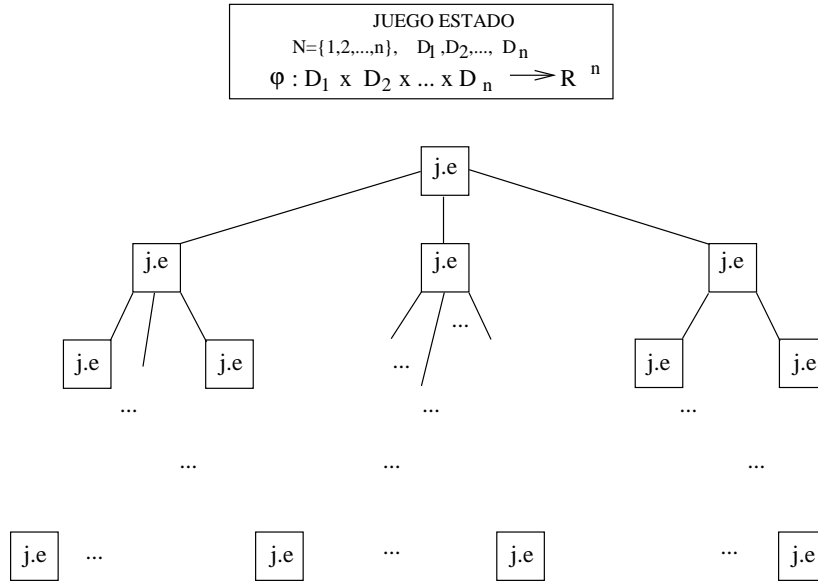 JUEGO ESTADO
N={1,2,...,n}, D1,D2,..., Dn
φ : D1 x D2 x ... x Dn → R n
j.e
j.e j.e j.e
...
j.e j.e ... j.e j.e
... ... ...
... ... ...
j.e ... j.e ... j.e ... j.e